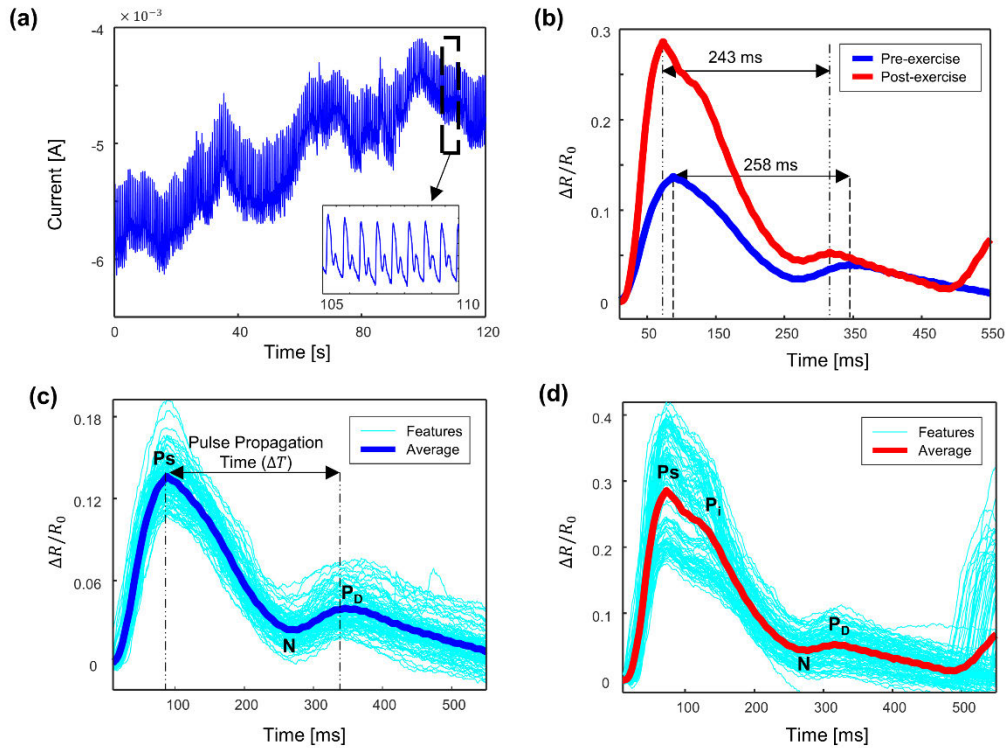 (a)
× 10⁻³
-4
-5
-6
Current [A]
105
110
0
40
80
120
Time [s]
(b)
0.3
0.2
0.1
0
ΔR/R₀
243 ms
258 ms
Pre-exercise
Post-exercise
50
150
250
350
450
550
Time [ms]
(c)
0.18
0.12
0.06
0
ΔR/R₀
Features
Average
Pulse Propagation
Time (ΔT)
Ps
N
P_D
100
200
300
400
500
Time [ms]
(d)
0.4
0.3
0.2
0.1
0
ΔR/R₀
Features
Average
Ps
P_i
P_D
N
100
200
300
400
500
Time [ms]